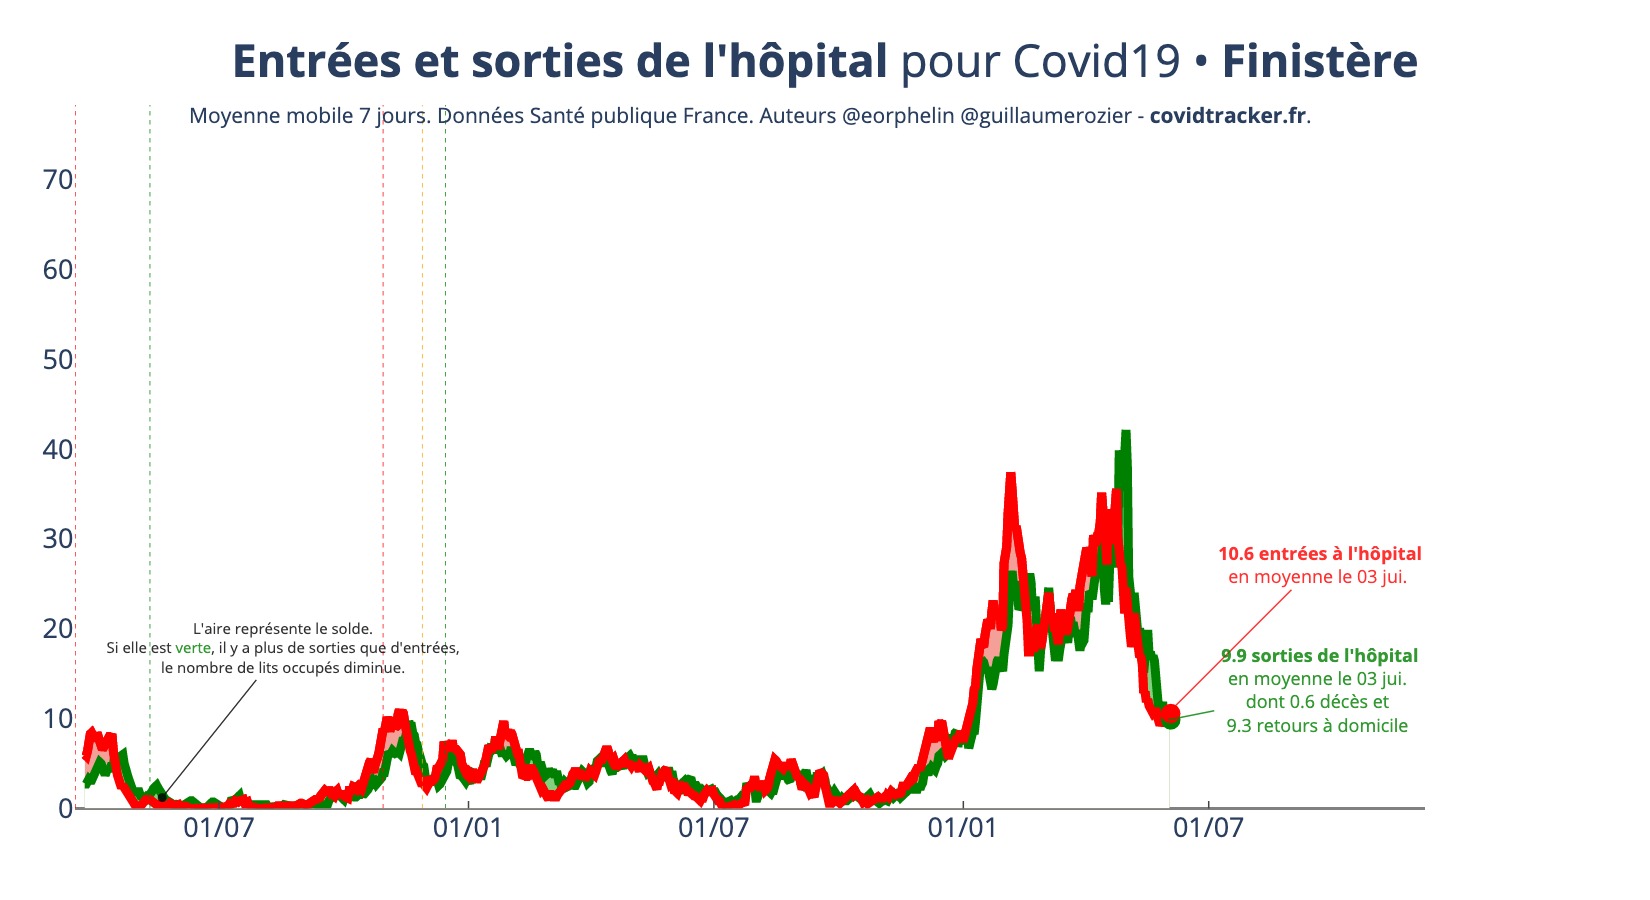 Entrées et sorties de l'hôpital pour Covid19 • Finistère
Moyenne mobile 7 jours. Données Santé publique France. Auteurs @eorphelin @guillaumerozier - covidtracker.fr.
70
60
50
40
30
20
10
0
L'aire représente le solde.
Si elle est verte, il y a plus de sorties que d'entrées,
le nombre de lits occupés diminue.
10.6 entrées à l'hôpital
en moyenne le 03 jui.
9.9 sorties de l'hôpital
en moyenne le 03 jui.
dont 0.6 décès et
9.3 retours à domicile
01/07
01/01
01/07
01/01
01/07